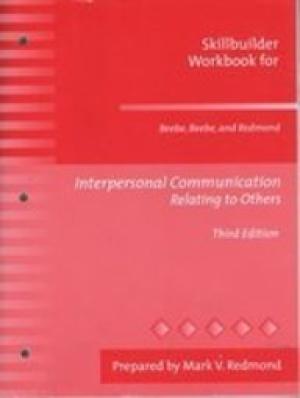 Skillbuilder
Workbook for
Beebe, Beebe, and Redmond
Interpersonal Communication
Relating to Others
Third Edition
Prepared by Mark V. Redmond